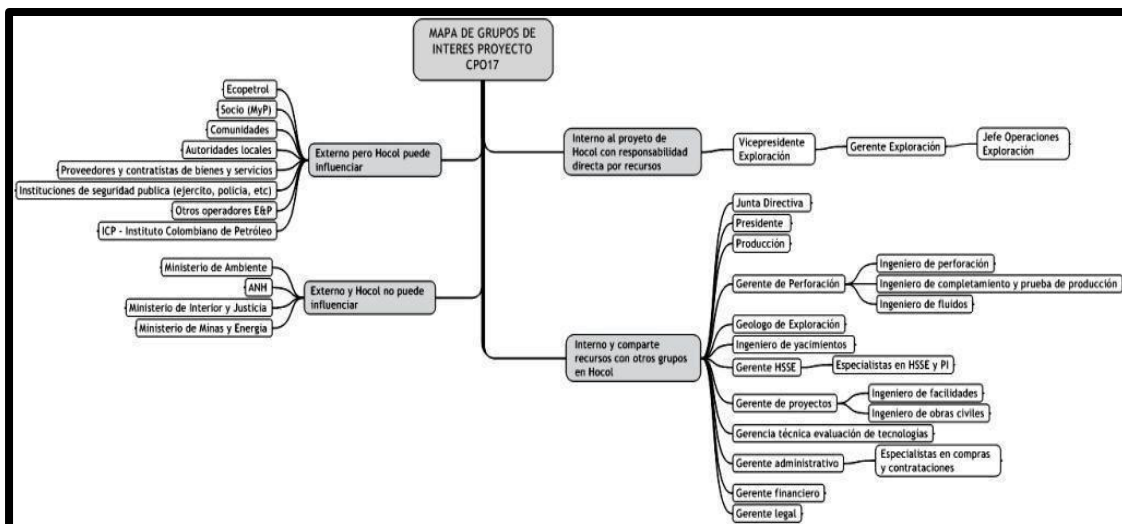 MAPA DE GRUPOS DE
INTERES PROYECTO
CPO17
Ecopetrol
Socio (MyP)
Comunidades
Autoridades locales
Proveedores y contratistas de bienes y servicios
Instituciones de seguridad publica (ejercito, policia, etc)
Otros operadores E&P
ICP - Instituto Colombiano de Petróleo
Externo pero Hocol puede
influenciar
Ministerio de Ambiente
ANH
Ministerio de Interior y Justicia
Ministerio de Minas y Energía
Externo y Hocol no puede
influenciar
Interno al proyeto de
Hocol con responsabilidad
directa por recursos
Vicepresidente
Exploración
Gerente Exploración
Jefe Operaciones
Exploración
Interno y comparte
recursos con otros grupos
en Hocol
Junta Directiva
Presidente
Producción
Gerente de Perforación
Ingeniero de perforación
Ingeniero de completamiento y prueba de producción
Ingeniero de fluidos
Geologo de Exploración
Ingeniero de yacimientos
Gerente HSSE
Especialistas en HSSE y PI
Gerente de proyectos
Ingeniero de facilidades
Ingeniero de obras civiles
Gerencia técnica evaluación de tecnologías
Gerente administrativo
Especialistas en compras
y contrataciones
Gerente financiero
Gerente legal